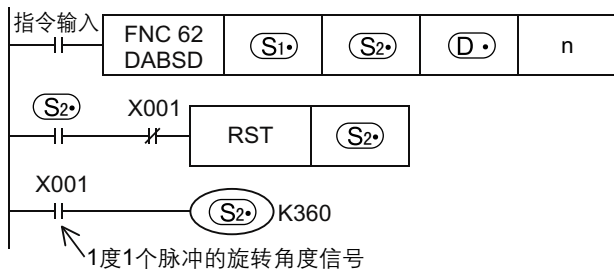 指令输入
FNC 62
DABSD
S1•
S2•
D•
n
S2•
X001
RST
S2•
X001
S2•
K360
1度1个脉冲的旋转角度信号